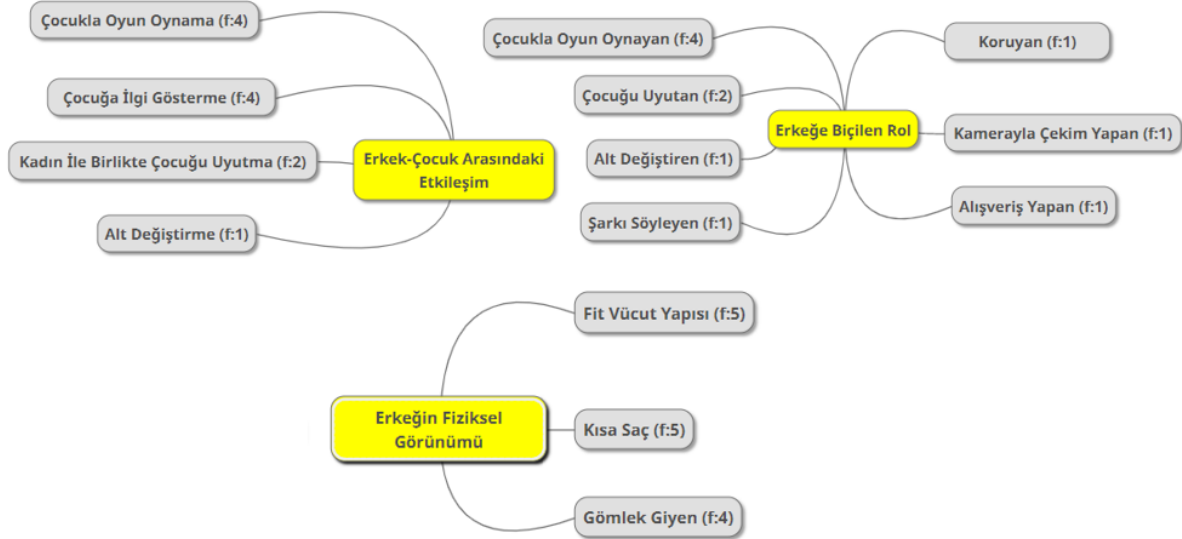 Çocukla Oyun Oynama (f:4)
Çocuğa İlgi Gösterme (f:4)
Kadın İle Birlikte Çocuğu Uyutma (f:2)
Alt Değiştirme (f:1)
Erkek-Çocuk Arasındaki
Etkileşim
Çocukla Oyun Oynayan (f:4)
Çocuğu Uyutan (f:2)
Alt Değiştiren (f:1)
Şarkı Söyleyen (f:1)
Erkeğe Biçilen Rol
Koruyan (f:1)
Kamerayla Çekim Yapan (f:1)
Alışveriş Yapan (f:1)
Erkeğin Fiziksel
Görünümü
Fit Vücut Yapısı (f:5)
Kısa Saç (f:5)
Gömlek Giyen (f:4)